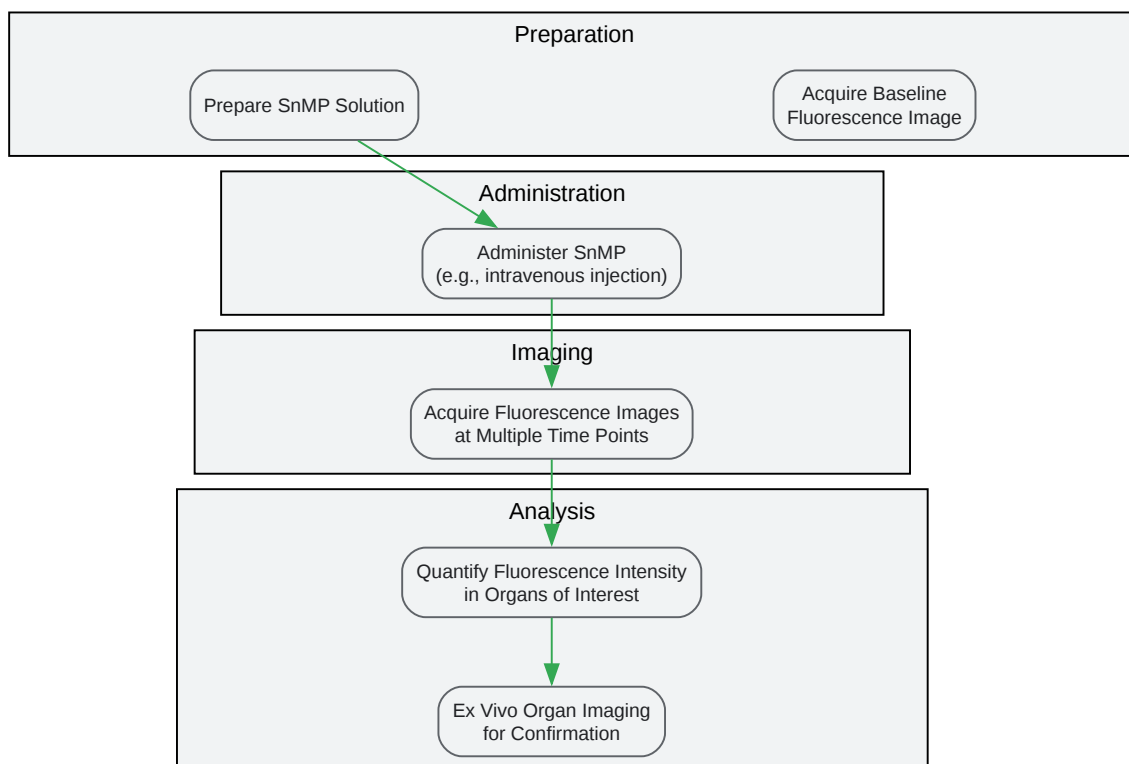 Preparation
Prepare SnMP Solution
Acquire Baseline
Fluorescence Image
Administration
Administer SnMP
(e.g., intravenous injection)
Imaging
Acquire Fluorescence Images
at Multiple Time Points
Analysis
Quantify Fluorescence Intensity
in Organs of Interest
Ex Vivo Organ Imaging
for Confirmation